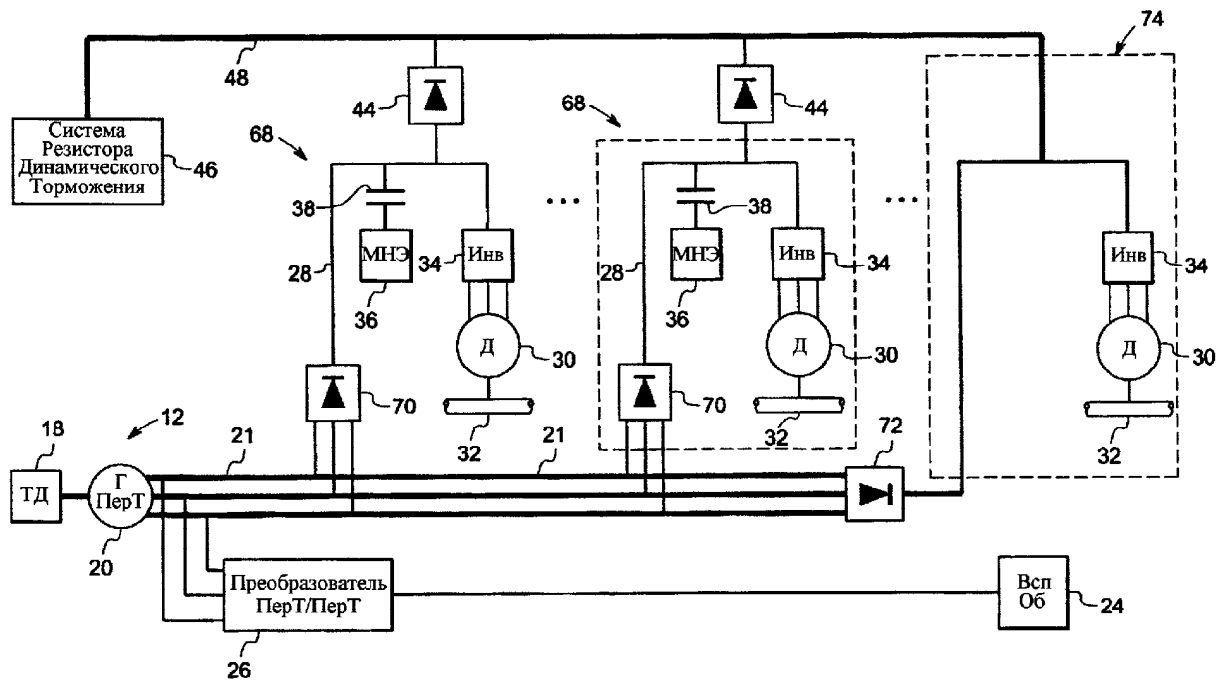 74
48
44
44
Система
Резистора
Динамического
Торможения
46
68
68
38
38
28
МНЭ
34
Инв
28
МНЭ
Инв
34
Инв
34
36
36
Д
30
Д
30
Д
30
70
70
32
32
32
18
12
21
21
72
ТД
Г
ПерТ
20
Преобразователь
ПерТ/ПерТ
26
Всп
Об
24